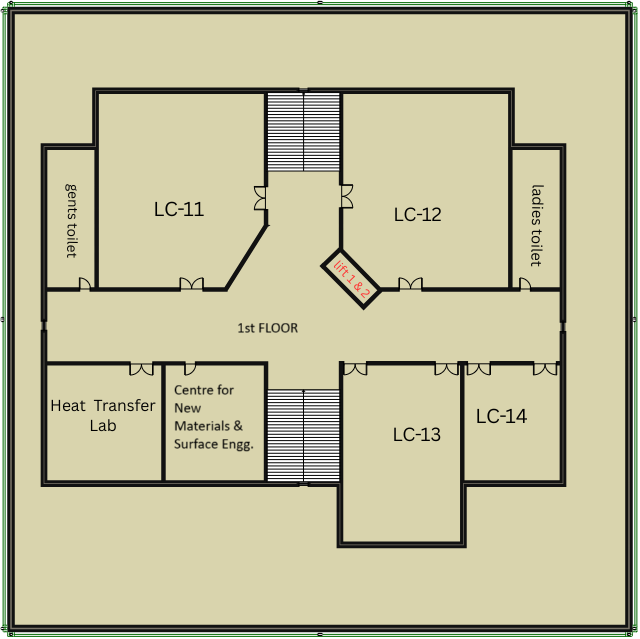 gents toilet
LC-11
LC-12
ladies toilet
lift 1 & 2
1st FLOOR
Heat Transfer
Lab
Centre for
New
Materials &
Surface Engg.
LC-13
LC-14